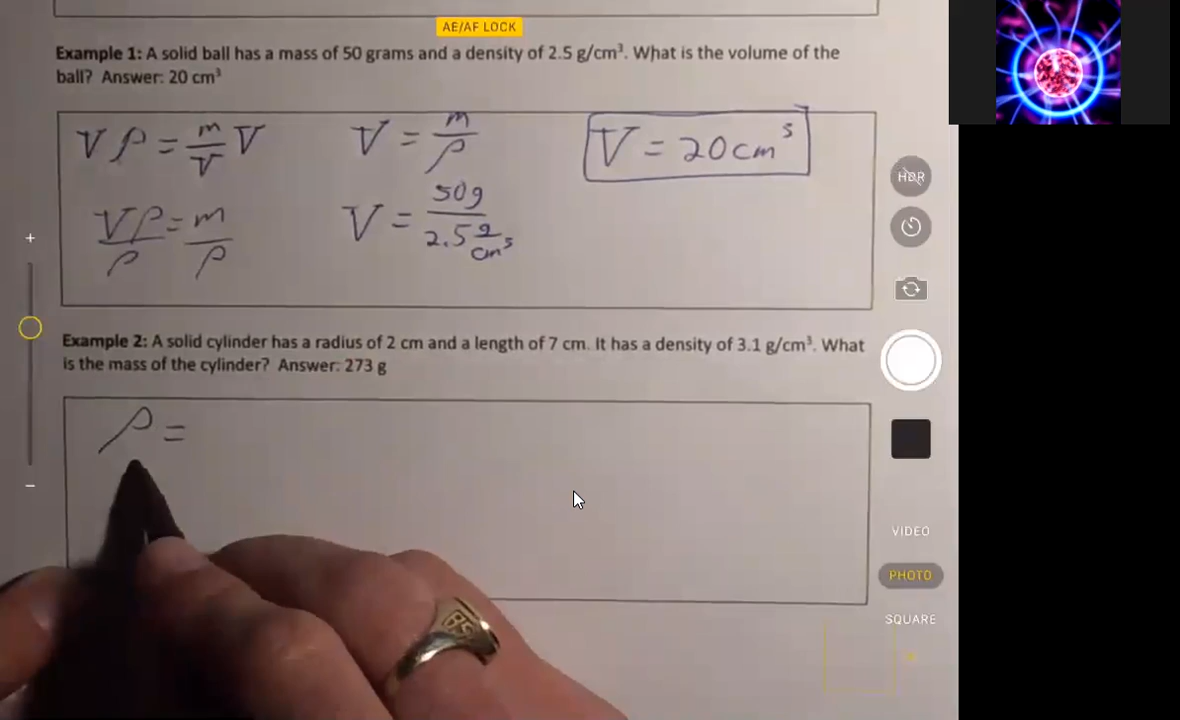 AE/AF LOCK
Example 1: A solid ball has a mass of 50 grams and a density of 2.5 g/cm³. What is the volume of the
ball? Answer: 20 cm³
V ρ = m/V V
V = m/ρ
V = 20 cm³
Vρ/ρ = m/ρ
V = 50g / 2.5 g/cm³
HDR
Example 2: A solid cylinder has a radius of 2 cm and a length of 7 cm. It has a density of 3.1 g/cm³. What
is the mass of the cylinder? Answer: 273 g
ρ =
BS
VIDEO
PHOTO
SQUARE